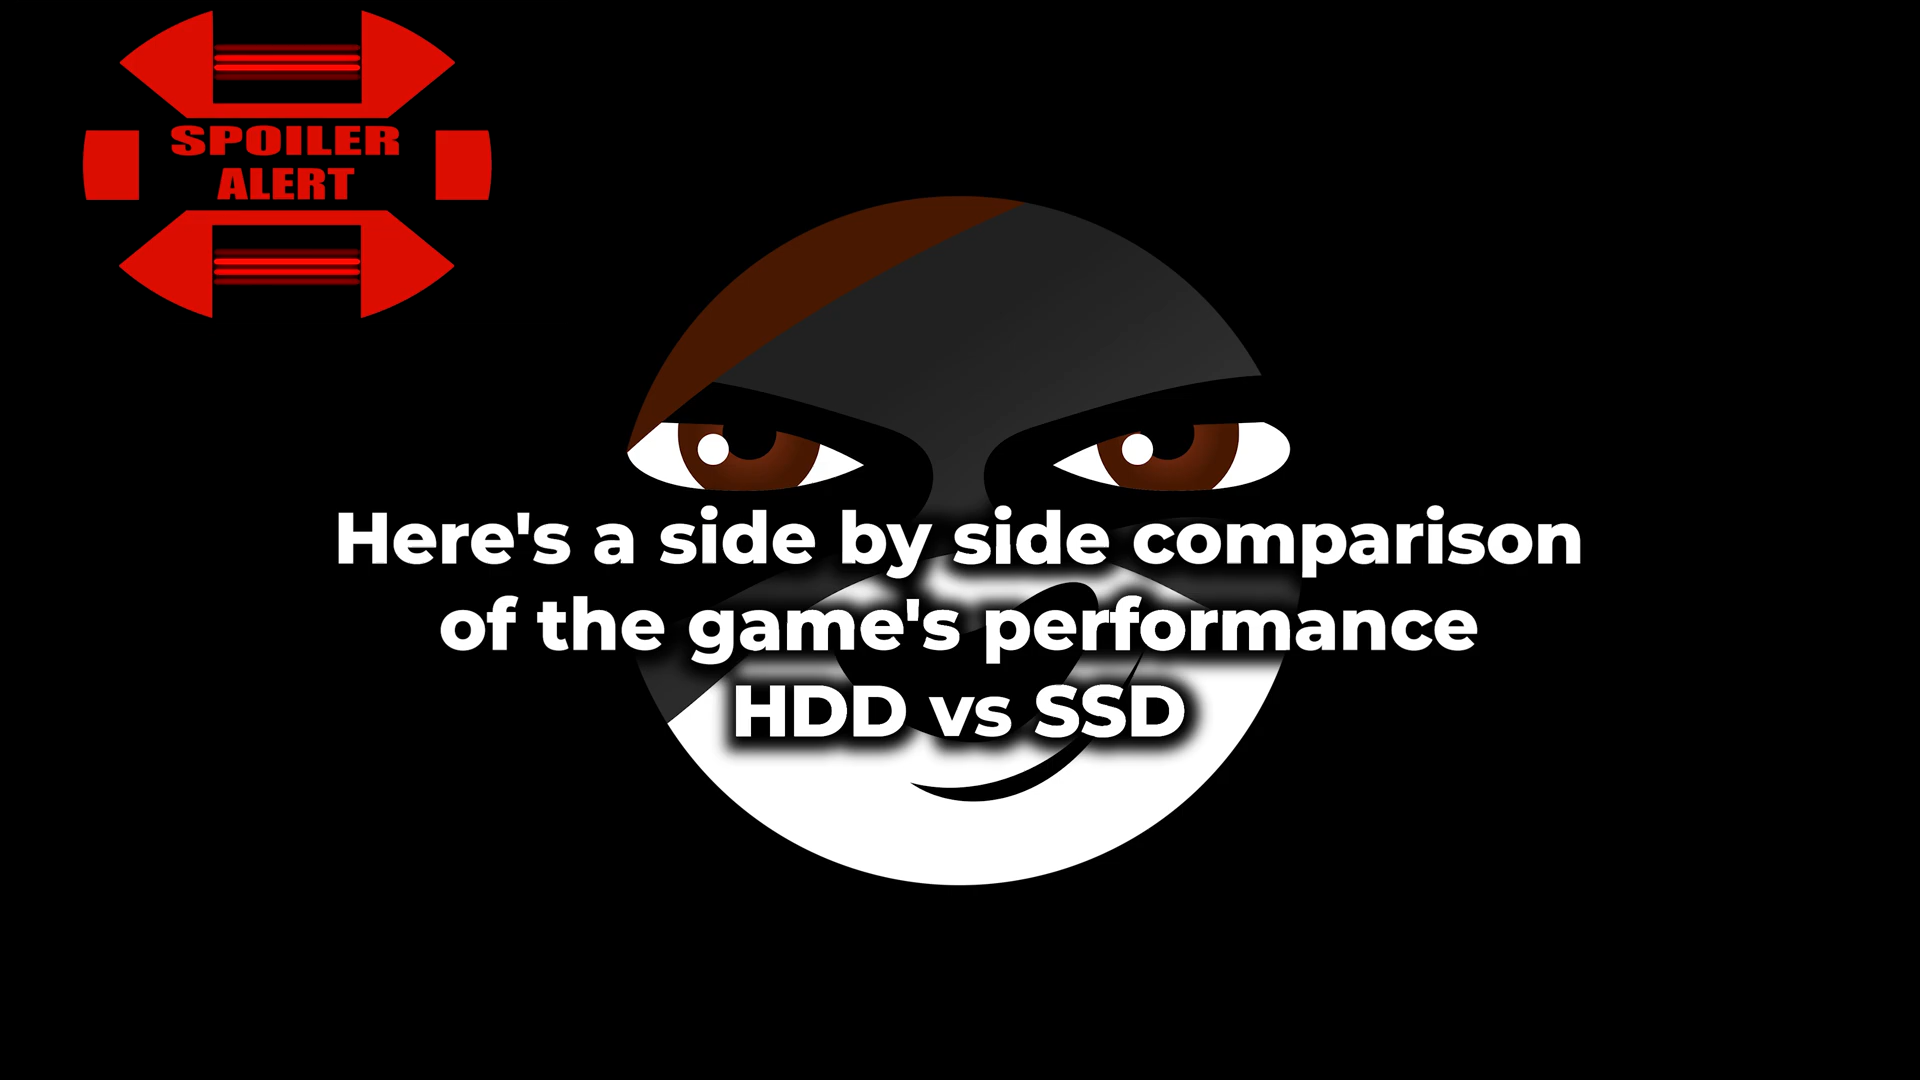 SPOILER
ALERT
Here's a side by side comparison
of the game's performance
HDD vs SSD